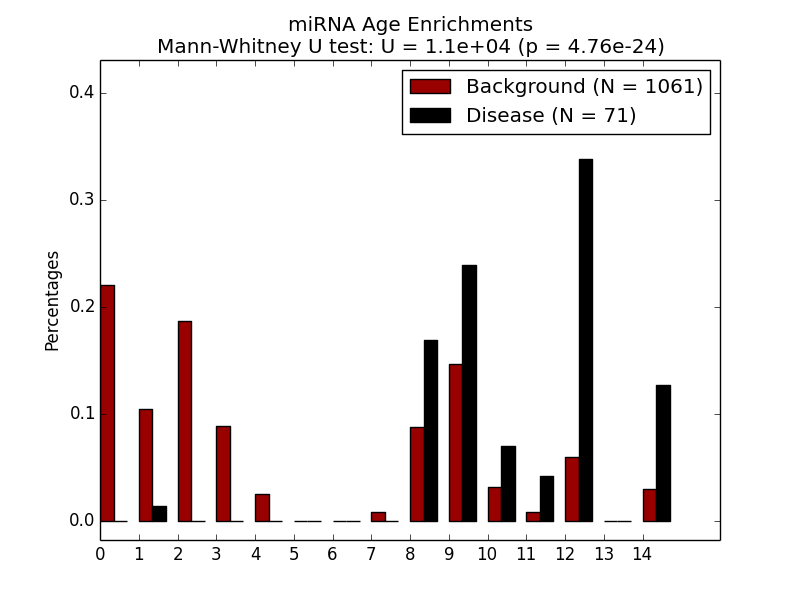 miRNA Age Enrichments
Mann-Whitney U test: U = 1.1e+04 (p = 4.76e-24)
Background (N = 1061)
Disease (N = 71)
Percentages
0.4
0.3
0.2
0.1
0.0
0 1 2 3 4 5 6 7 8 9 10 11 12 13 14